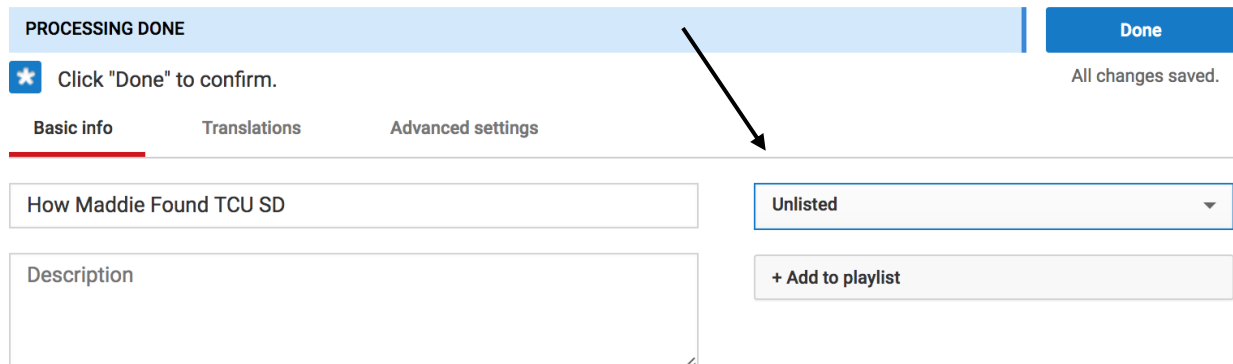 PROCESSING DONE
Done
Click "Done" to confirm.
All changes saved.
Basic info
Translations
Advanced settings
How Maddie Found TCU SD
Unlisted
Description
+ Add to playlist